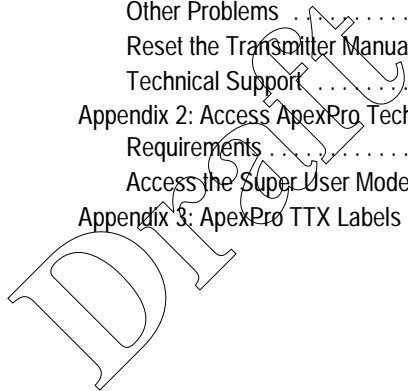 Other Problems . . . . . . . . . . .
Reset the Transmitter Manua
Technical Support . . . . . . . .
Appendix 2: Access ApexPro Tech
Requirements . . . . . . . . . . . . .
Access the Super User Mode
Appendix 3: ApexPro TTX Labels
Draft